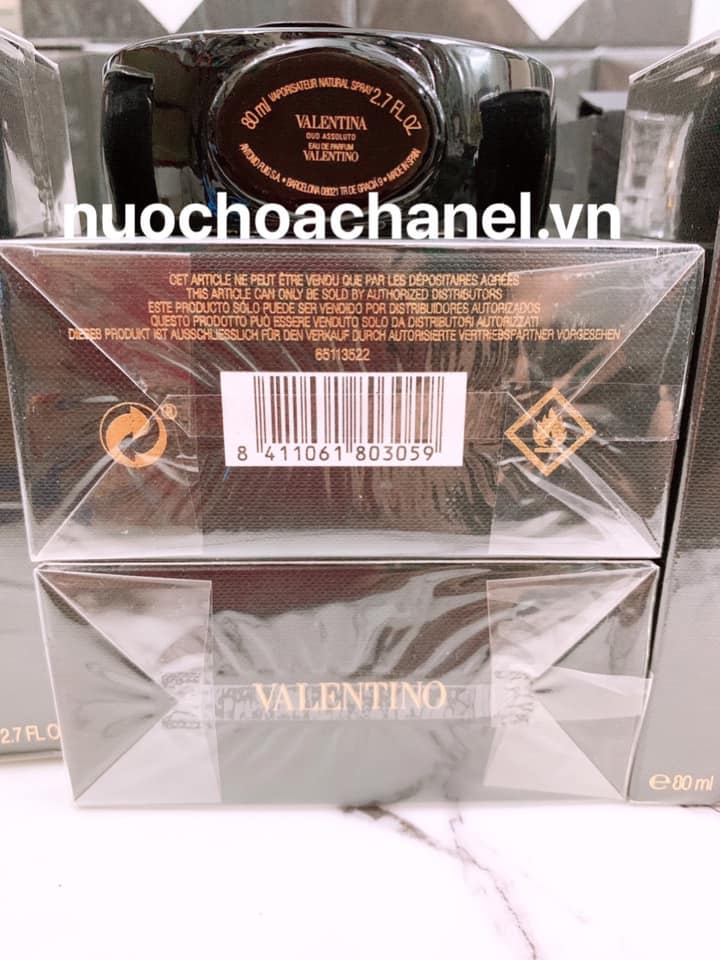 80 ml VAPORISATEUR NATURAL SPRAY 2.7 FL OZ
VALENTINA
OUD ASSOLUTO
EAU DE PARFUM
VALENTINO
ANTONIO PUIG S.A. • BARCELONA 08021 TR DE GRACIA 9 • MADE IN SPAIN
nuochoachanel.vn
CET ARTICLE NE PEUT ÊTRE VENDU QUE PAR LES DÉPOSITAIRES AGRÉÉS
THIS ARTICLE CAN ONLY BE SOLD BY AUTHORIZED DISTRIBUTORS
ESTE PRODUCTO SÓLO PUEDE SER VENDIDO POR DISTRIBUIDORES AUTORIZADOS
QUESTO PRODOTTO PUÒ ESSERE VENDUTO SOLO DA DISTRIBUTORI AUTORIZZATI
DIESES PRODUKT IST AUSSCHLIESSLICH FÜR DEN VERKAUF DURCH AUTORISIERTE VERTRIEBSPARTNER VORGESEHEN
65113522
®
8 411061 803059
VALENTINO
2.7 FL O
℮ 80 ml